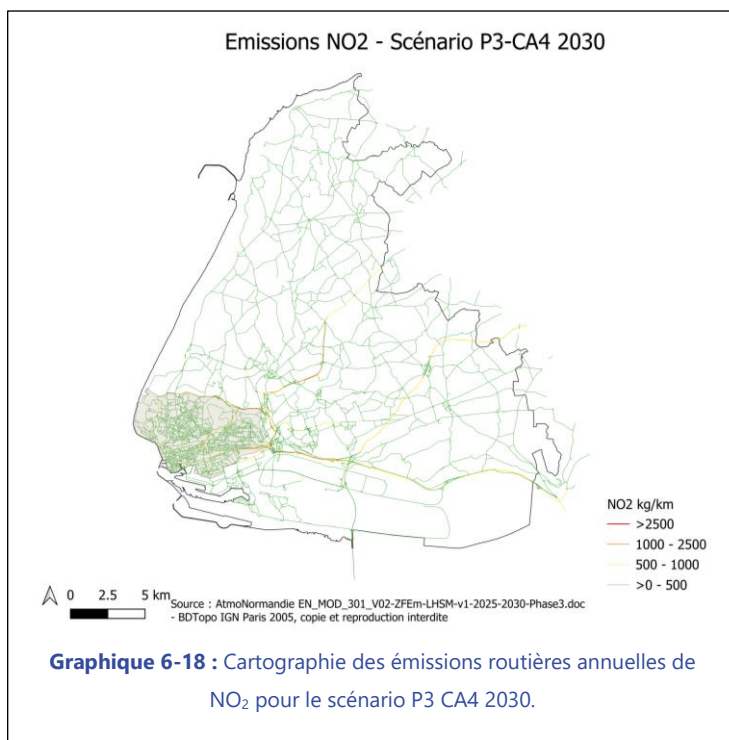 Emissions NO2 - Scénario P3-CA4 2030
NO2 kg/km
>2500
1000 - 2500
500 - 1000
>0 - 500
0 2.5 5 km
Source : AtmoNormandie EN_MOD_301_V02-ZFEm-LHSM-v1-2025-2030-Phase3.doc
- BDTopo IGN Paris 2005, copie et reproduction interdite
Graphique 6-18 : Cartographie des émissions routières annuelles de
NO₂ pour le scénario P3 CA4 2030.